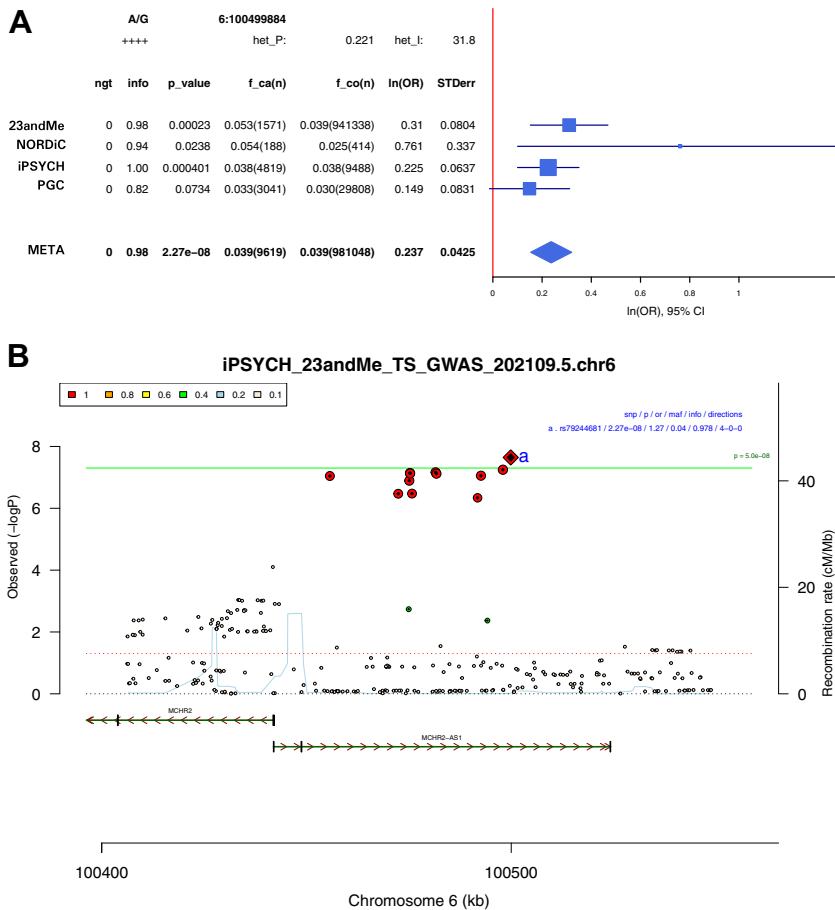 A
A/G 6:100499884
++++ het_P: 0.221 het_I: 31.8
ngt info p_value f_ca(n) f_co(n) ln(OR) STDerr
23andMe 0 0.98 0.00023 0.053(1571) 0.039(941338) 0.31 0.0804
NORDiC 0 0.94 0.0238 0.054(188) 0.025(414) 0.761 0.337
iPSYCH 0 1.00 0.000401 0.038(4819) 0.038(9488) 0.225 0.0637
PGC 0 0.82 0.0734 0.033(3041) 0.030(29808) 0.149 0.0831
META 0 0.98 2.27e−08 0.039(9619) 0.039(981048) 0.237 0.0425
0 0.2 0.4 0.6 0.8 1
ln(OR), 95% CI
B
iPSYCH_23andMe_TS_GWAS_202109.5.chr6
1 0.8 0.6 0.4 0.2 0.1
snp / p / or / maf / info / directions
a . rs79244681 / 2.27e−08 / 1.27 / 0.04 / 0.978 / 4−0−0
a
p = 5.0e−08
8
6
4
2
0
Observed (−logP)
40
20
0
Recombination rate (cM/Mb)
MCHR2
MCHR2−AS1
100400 100500
Chromosome 6 (kb)